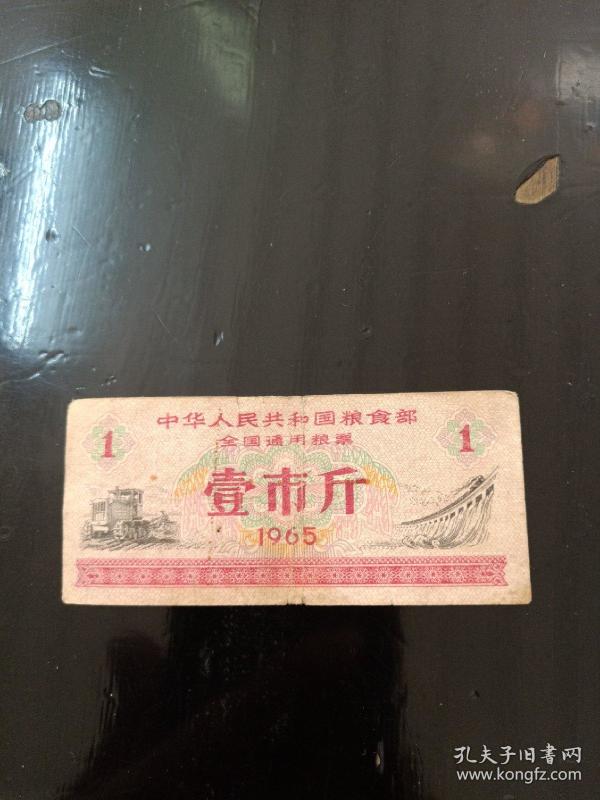 中华人民共和国粮食部
1
全国通用粮票
1
壹市斤
1965
孔夫子旧书网
www.kongfz.com